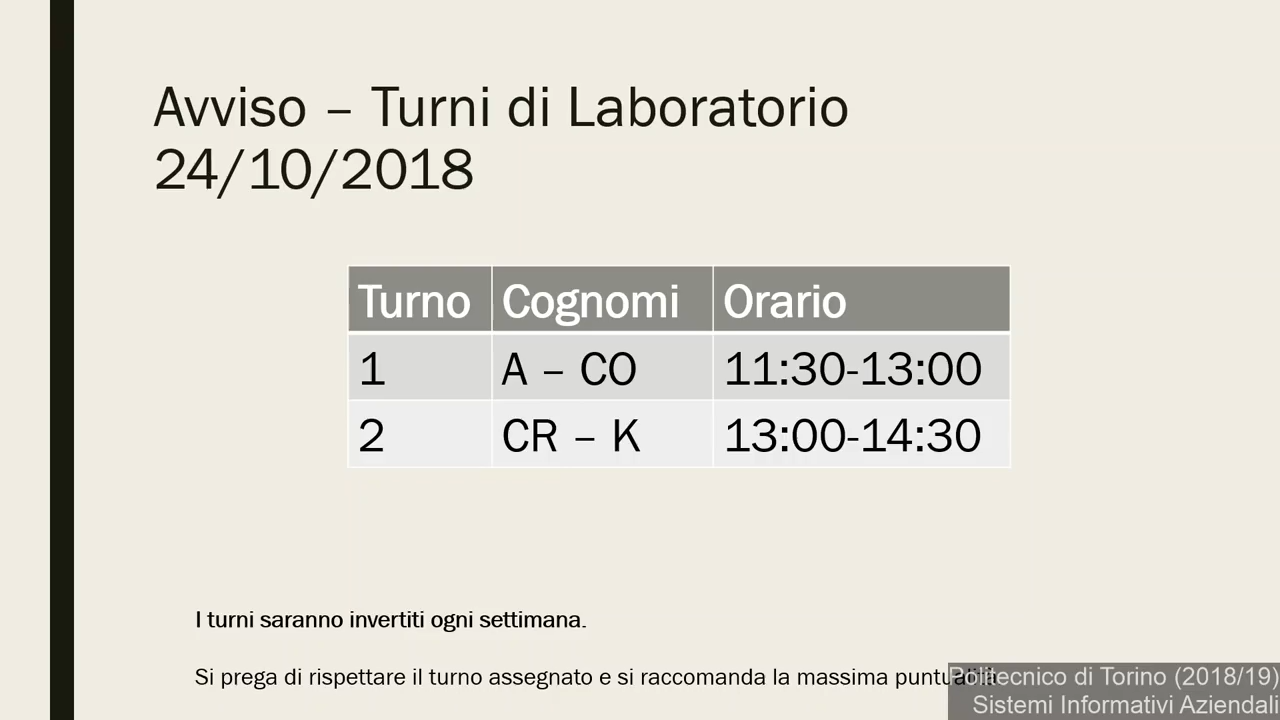 Avviso – Turni di Laboratorio
24/10/2018
Turno Cognomi Orario
1 A – CO 11:30-13:00
2 CR – K 13:00-14:30
I turni saranno invertiti ogni settimana.
Si prega di rispettare il turno assegnato e si raccomanda la massima puntualità
Politecnico di Torino (2018/19)
Sistemi Informativi Aziendali